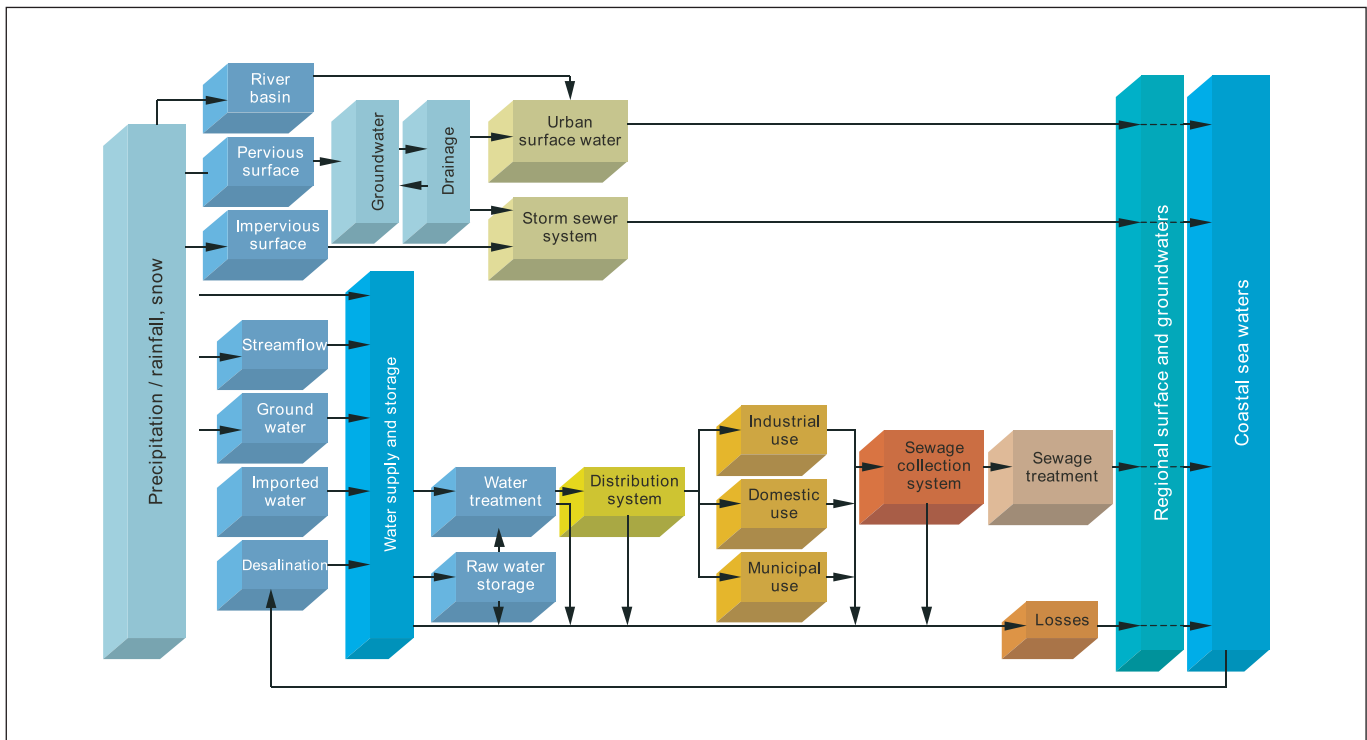 Precipitation / rainfall, snow
River
basin
Pervious
surface
Impervious
surface
Groundwater
Drainage
Urban
surface water
Storm sewer
system
Streamflow
Ground
water
Imported
water
Desalination
Water supply and storage
Water
treatment
Raw water
storage
Distribution
system
Industrial
use
Domestic
use
Municipal
use
Sewage
collection
system
Sewage
treatment
Losses
Regional surface and groundwaters
Coastal sea waters